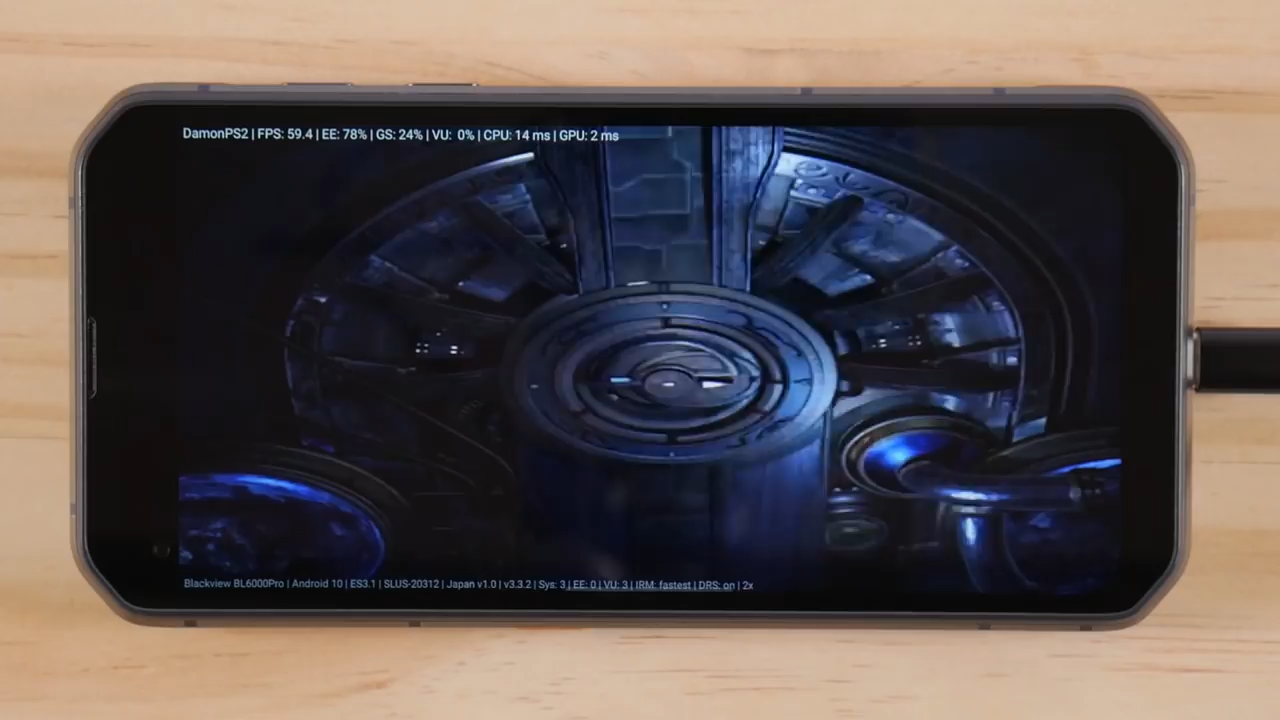 DamonPS2 | FPS: 59.4 | EE: 78% | GS: 24% | VU: 0% | CPU: 14 ms | GPU: 2 ms
Blackview BL6000Pro | Android 10 | ES3.1 | SLUS-20312 | Japan v1.0 | v3.3.2 | Sys: 3 | EE: 0 | VU: 3 | IRM: fastest | DRS: on | 2x